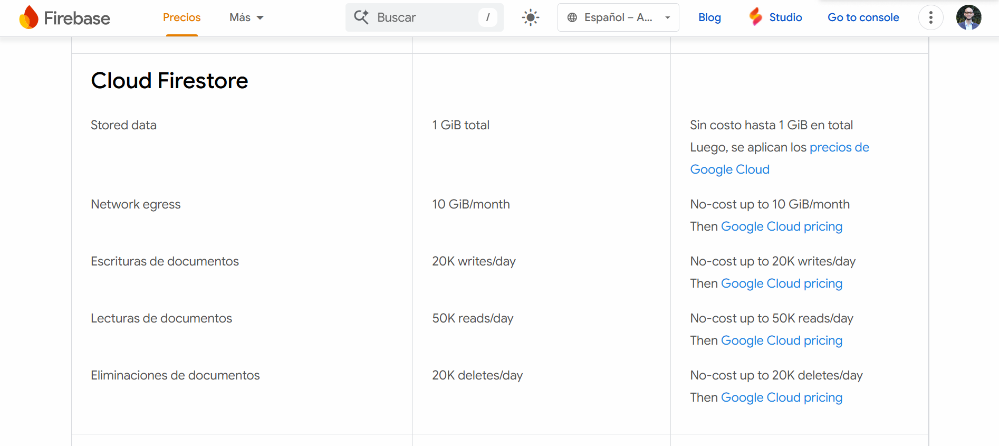 Firebase
Precios
Más
Buscar
/
Español – A...
Blog
Studio
Go to console
Cloud Firestore
Stored data
1 GiB total
Sin costo hasta 1 GiB en total
Luego, se aplican los precios de
Google Cloud
Network egress
10 GiB/month
No-cost up to 10 GiB/month
Then Google Cloud pricing
Escrituras de documentos
20K writes/day
No-cost up to 20K writes/day
Then Google Cloud pricing
Lecturas de documentos
50K reads/day
No-cost up to 50K reads/day
Then Google Cloud pricing
Eliminaciones de documentos
20K deletes/day
No-cost up to 20K deletes/day
Then Google Cloud pricing